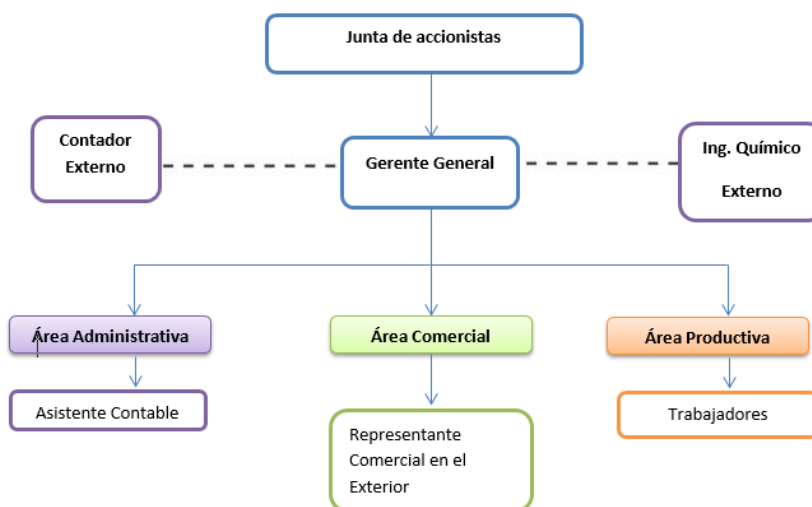 Junta de accionistas
Contador
Externo
Gerente General
Ing. Químico
Externo
Área Administrativa
Área Comercial
Área Productiva
Asistente Contable
Representante
Comercial en el
Exterior
Trabajadores